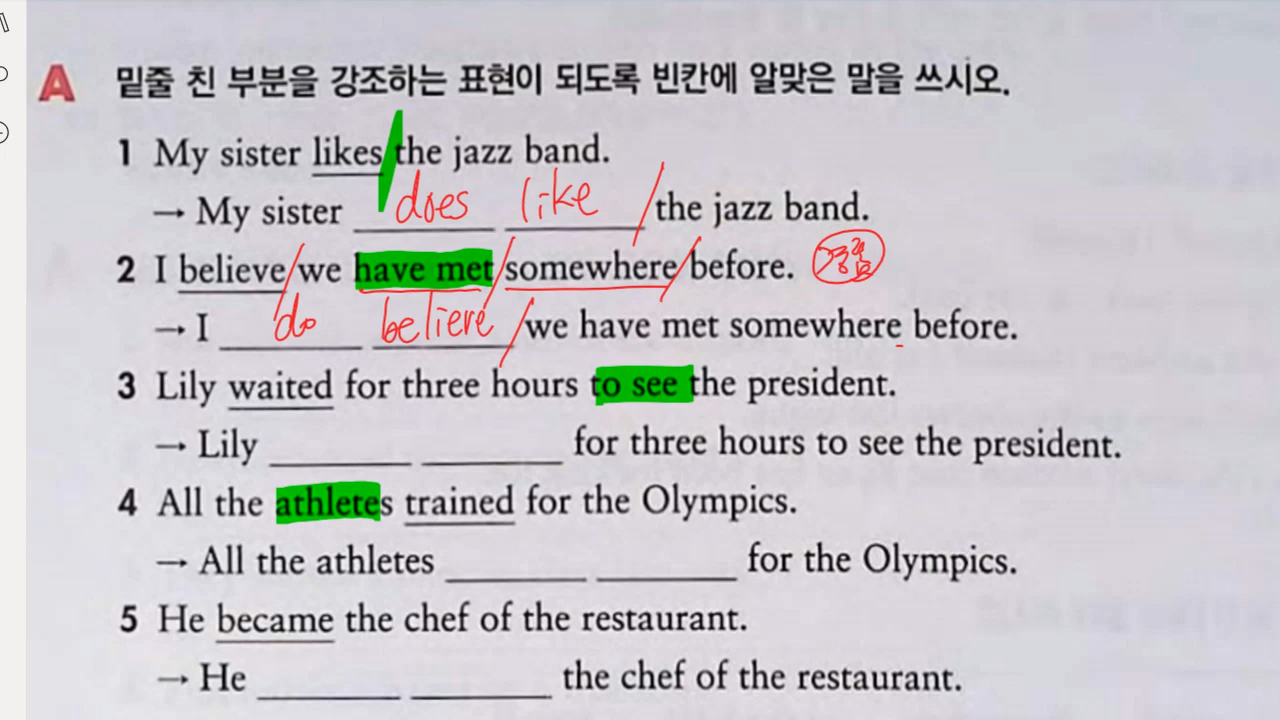 A 밑줄 친 부분을 강조하는 표현이 되도록 빈칸에 알맞은 말을 쓰시오.
1 My sister likes the jazz band.
→ My sister does like the jazz band.
2 I believe we have met somewhere before. 경험
→ I do believe we have met somewhere before.
3 Lily waited for three hours to see the president.
→ Lily ________ ________ for three hours to see the president.
4 All the athletes trained for the Olympics.
→ All the athletes ________ ________ for the Olympics.
5 He became the chef of the restaurant.
→ He ________ ________ the chef of the restaurant.